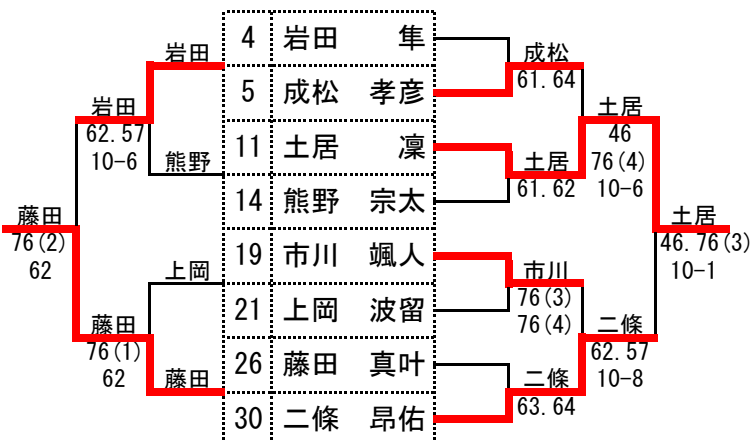 4 岩田 隼
5 成松 孝彦
11 土居 凜
14 熊野 宗太
19 市川 颯人
21 上岡 波留
26 藤田 真叶
30 二條 昂佑
岩田
熊野
上岡
藤田
岩田
62.57
10-6
藤田
76(1)
62
藤田
76(2)
62
成松
61.64
土居
61.62
市川
76(3)
76(4)
二條
63.64
土居
46
76(4)
10-6
二條
62.57
10-8
土居
46.76(3)
10-1